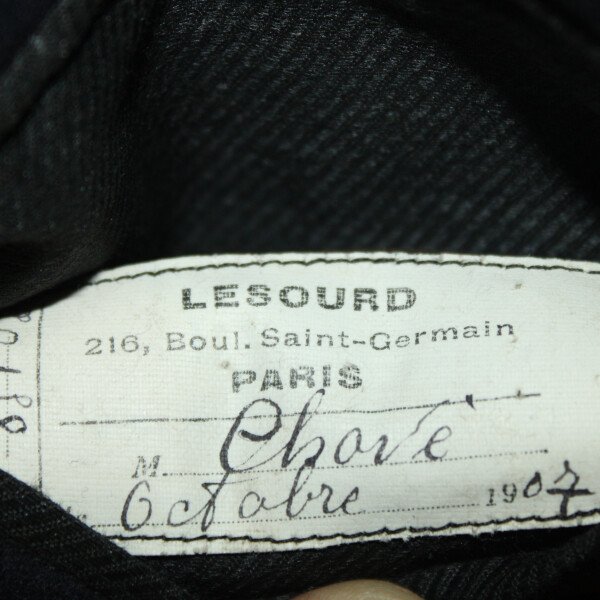 LESOURD
216, Boul. Saint-Germain
PARIS
M. Chové
Octobre 1907